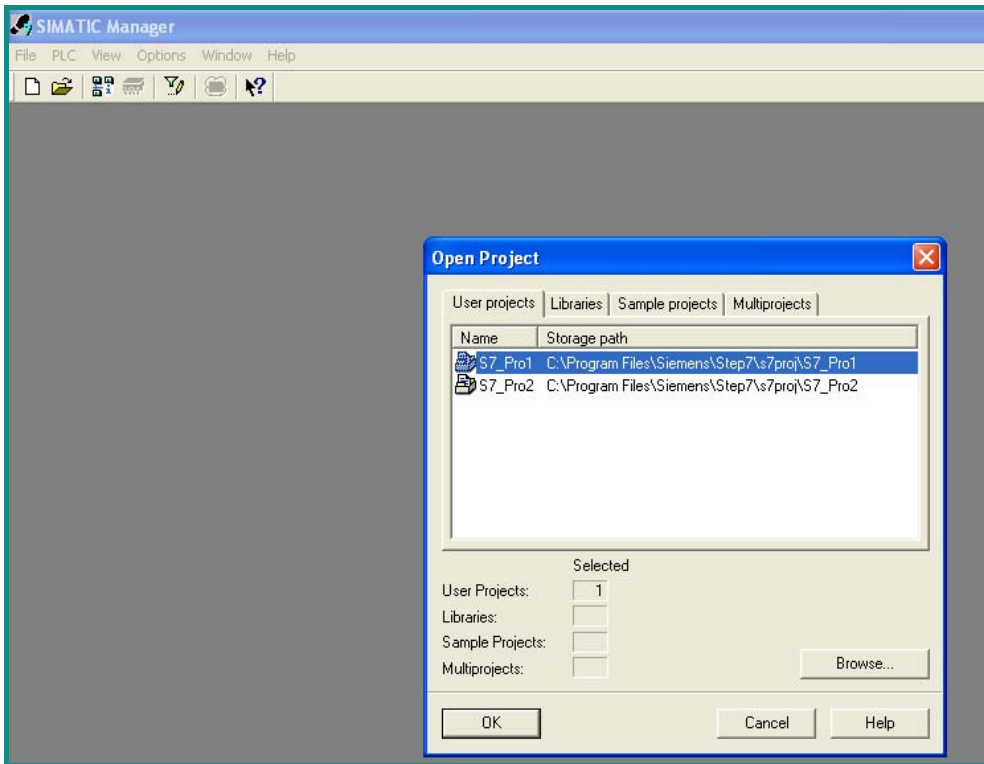 SIMATIC Manager
File PLC View Options Window Help
Open Project
User projects Libraries Sample projects Multiprojects
Name Storage path
S7_Pro1 C:\Program Files\Siemens\Step7\s7proj\S7_Pro1
S7_Pro2 C:\Program Files\Siemens\Step7\s7proj\S7_Pro2
Selected
User Projects: 1
Libraries:
Sample Projects:
Multiprojects:
Browse...
OK Cancel Help